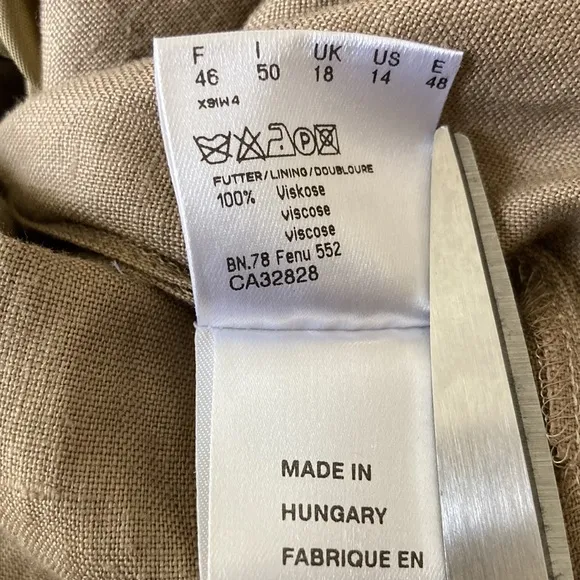 F I UK US E
46 50 18 14 48
X91W4
P
FUTTER/LINING/DOUBLOURE
100% Viskose
viscose
viscose
BN.78 Fenu 552
CA32828
MADE IN
HUNGARY
FABRIQUE EN